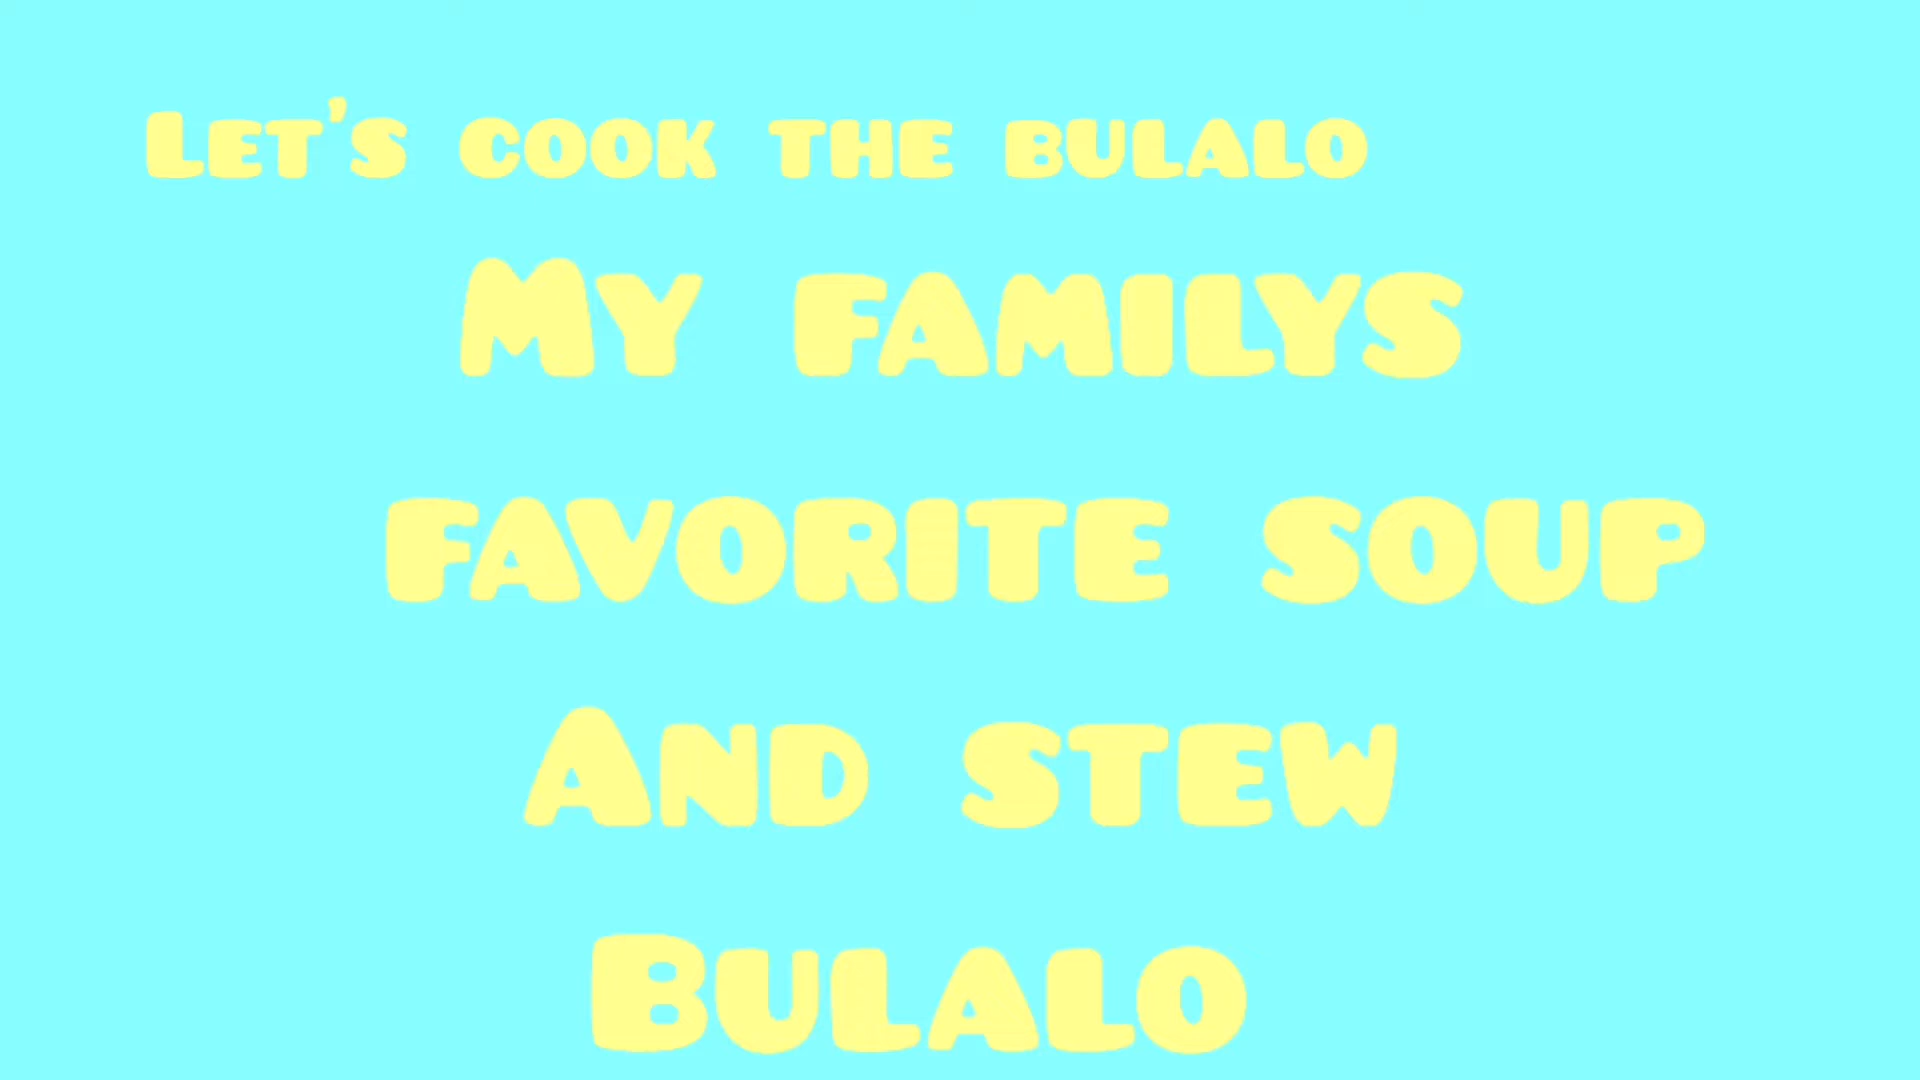 Let's cook the bulalo
My familys
favorite soup
And stew
Bulalo